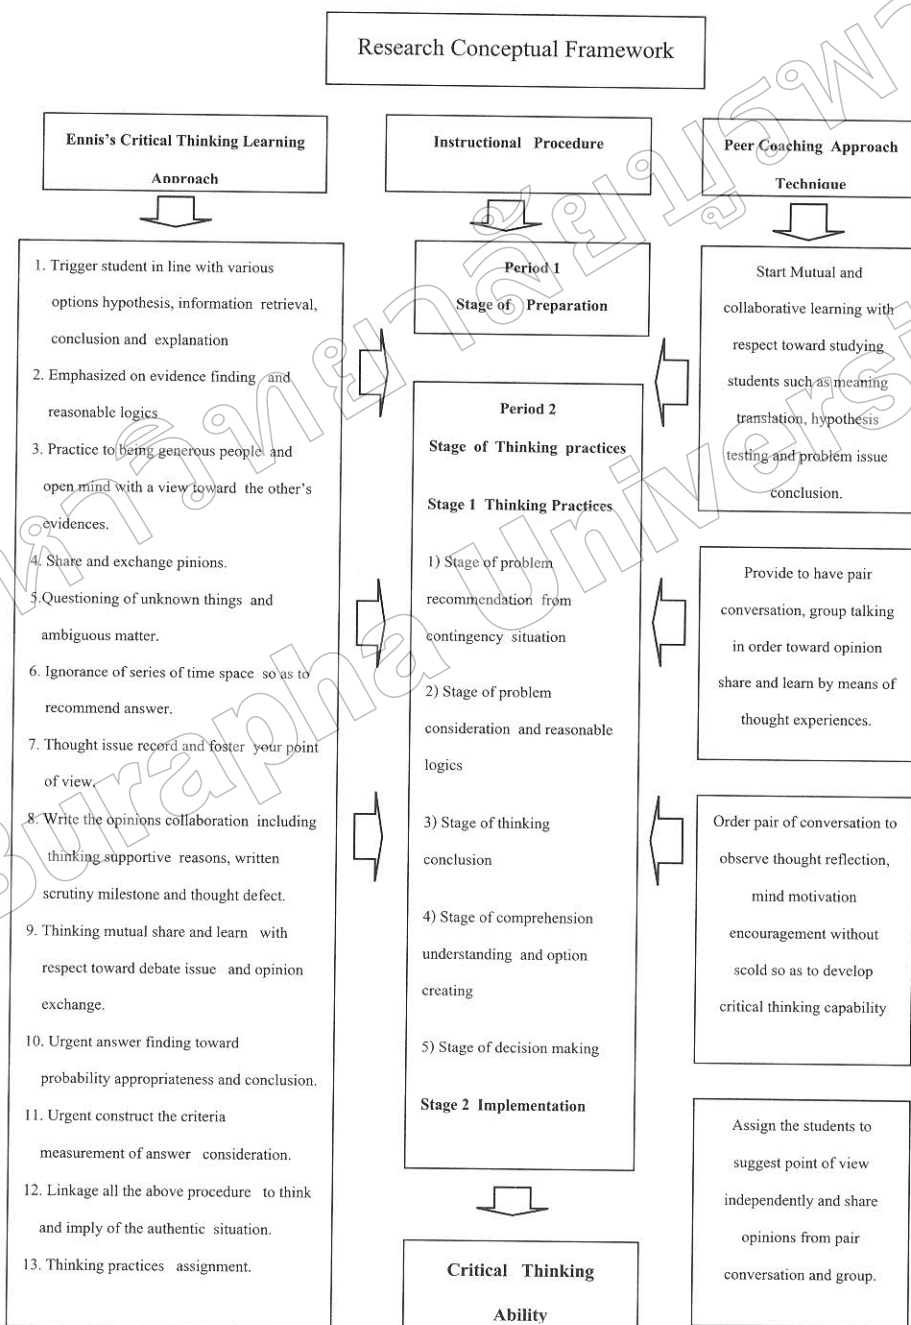 Research Conceptual Framework
Ennis's Critical Thinking Learning
Approach
1. Trigger student in line with various
options hypothesis, information retrieval,
conclusion and explanation
2. Emphasized on evidence finding and
reasonable logics
3. Practice to being generous people and
open mind with a view toward the other's
evidences.
4. Share and exchange pinions.
5.Questioning of unknown things and
ambiguous matter.
6. Ignorance of series of time space so as to
recommend answer.
7. Thought issue record and foster your point
of view.
8. Write the opinions collaboration including
thinking supportive reasons, written
scrutiny milestone and thought defect.
9. Thinking mutual share and learn with
respect toward debate issue and opinion
exchange.
10. Urgent answer finding toward
probability appropriateness and conclusion.
11. Urgent construct the criteria
measurement of answer consideration.
12. Linkage all the above procedure to think
and imply of the authentic situation.
13. Thinking practices assignment.
Instructional Procedure
Period 1
Stage of Preparation
Period 2
Stage of Thinking practices
Stage 1 Thinking Practices
1) Stage of problem
recommendation from
contingency situation
2) Stage of problem
consideration and reasonable
logics
3) Stage of thinking
conclusion
4) Stage of comprehension
understanding and option
creating
5) Stage of decision making
Stage 2 Implementation
Critical Thinking
Ability
Peer Coaching Approach
Technique
Start Mutual and
collaborative learning with
respect toward studying
students such as meaning
translation, hypothesis
testing and problem issue
conclusion.
Provide to have pair
conversation, group talking
in order toward opinion
share and learn by means of
thought experiences.
Order pair of conversation to
observe thought reflection,
mind motivation
encouragement without
scold so as to develop
critical thinking capability
Assign the students to
suggest point of view
independently and share
opinions from pair
conversation and group.
Burapha Universi